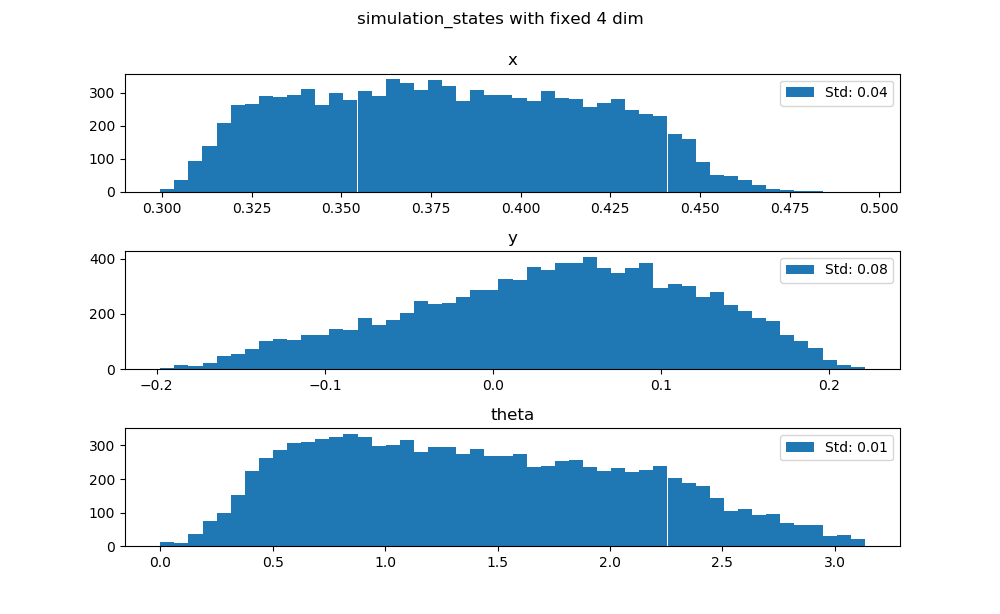 simulation_states with fixed 4 dim
x
Std: 0.04
300
200
100
0
0.300 0.325 0.350 0.375 0.400 0.425 0.450 0.475 0.500
y
Std: 0.08
400
200
0
−0.2 −0.1 0.0 0.1 0.2
theta
Std: 0.01
300
200
100
0
0.0 0.5 1.0 1.5 2.0 2.5 3.0